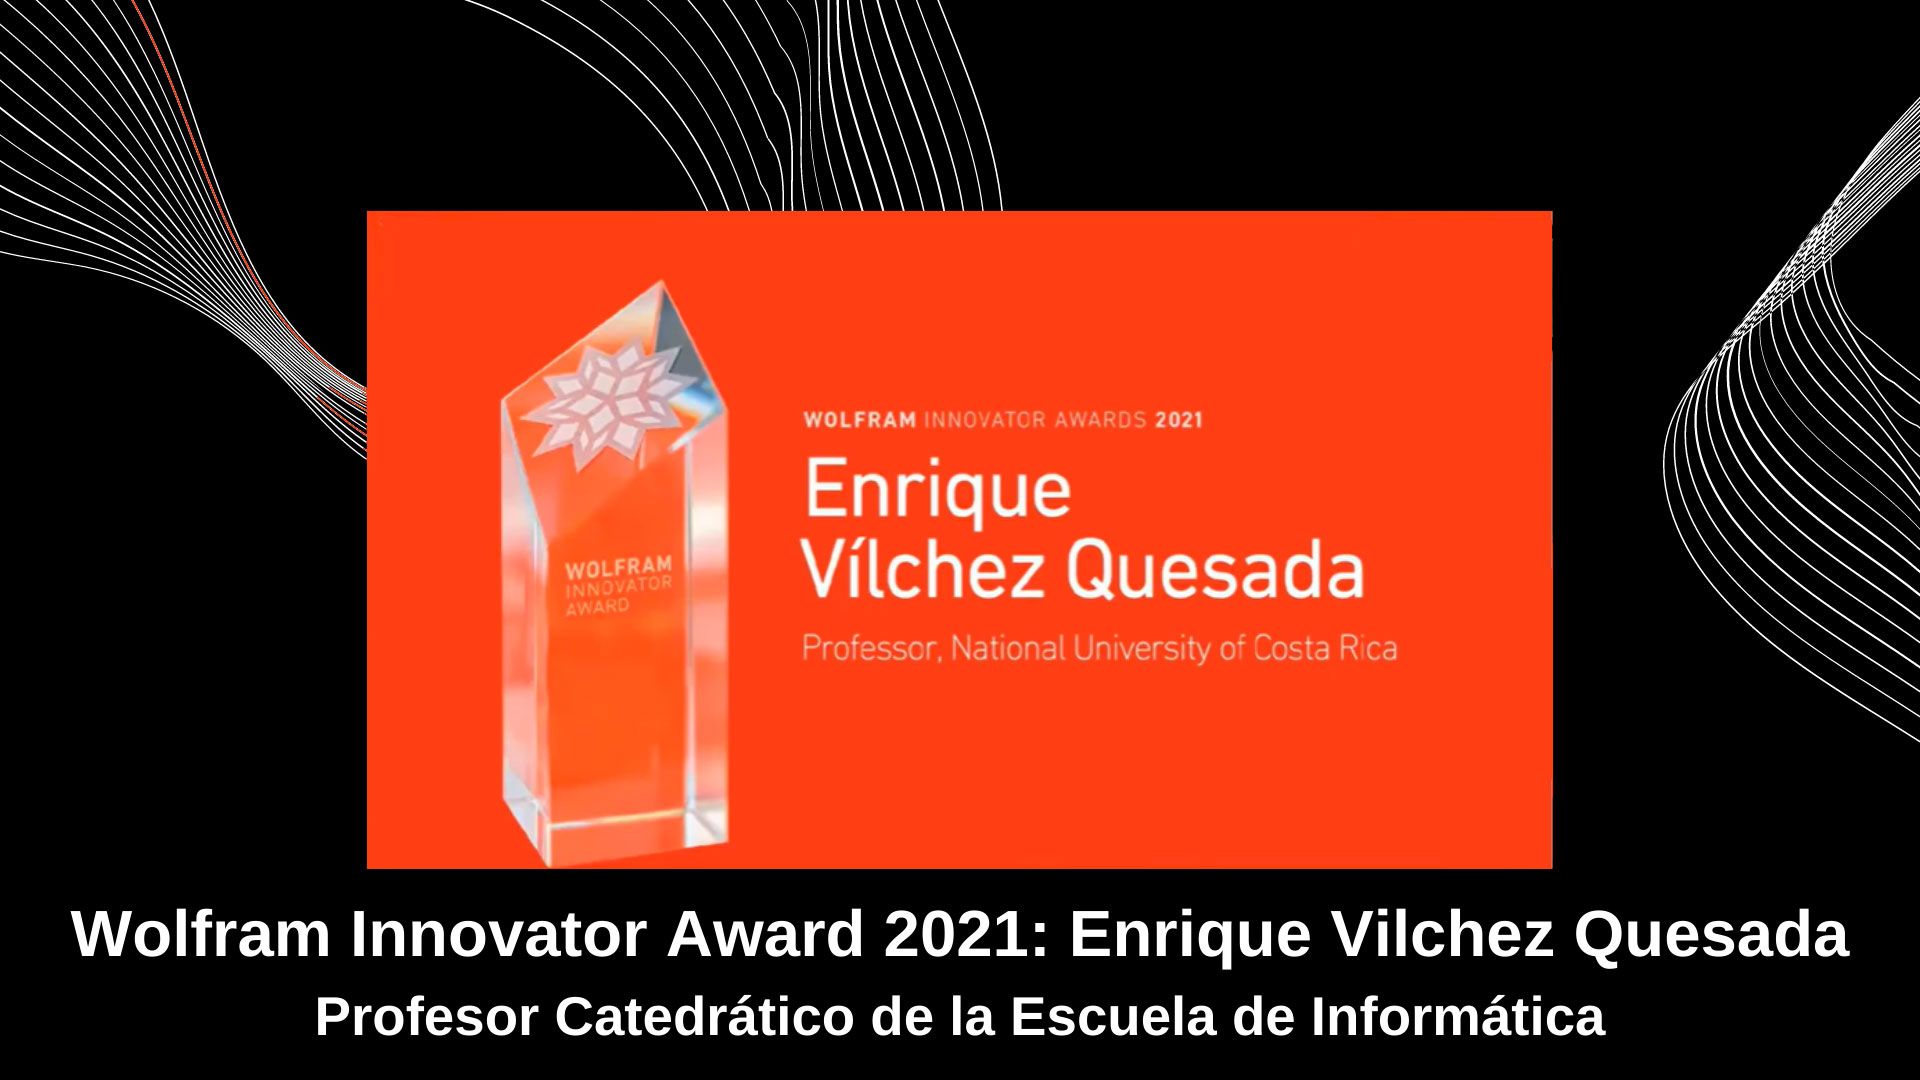 WOLFRAM INNOVATOR AWARDS 2021
Enrique
Vílchez Quesada
Professor, National University of Costa Rica
WOLFRAM
INNOVATOR
AWARD
Wolfram Innovator Award 2021: Enrique Vilchez Quesada
Profesor Catedrático de la Escuela de Informática